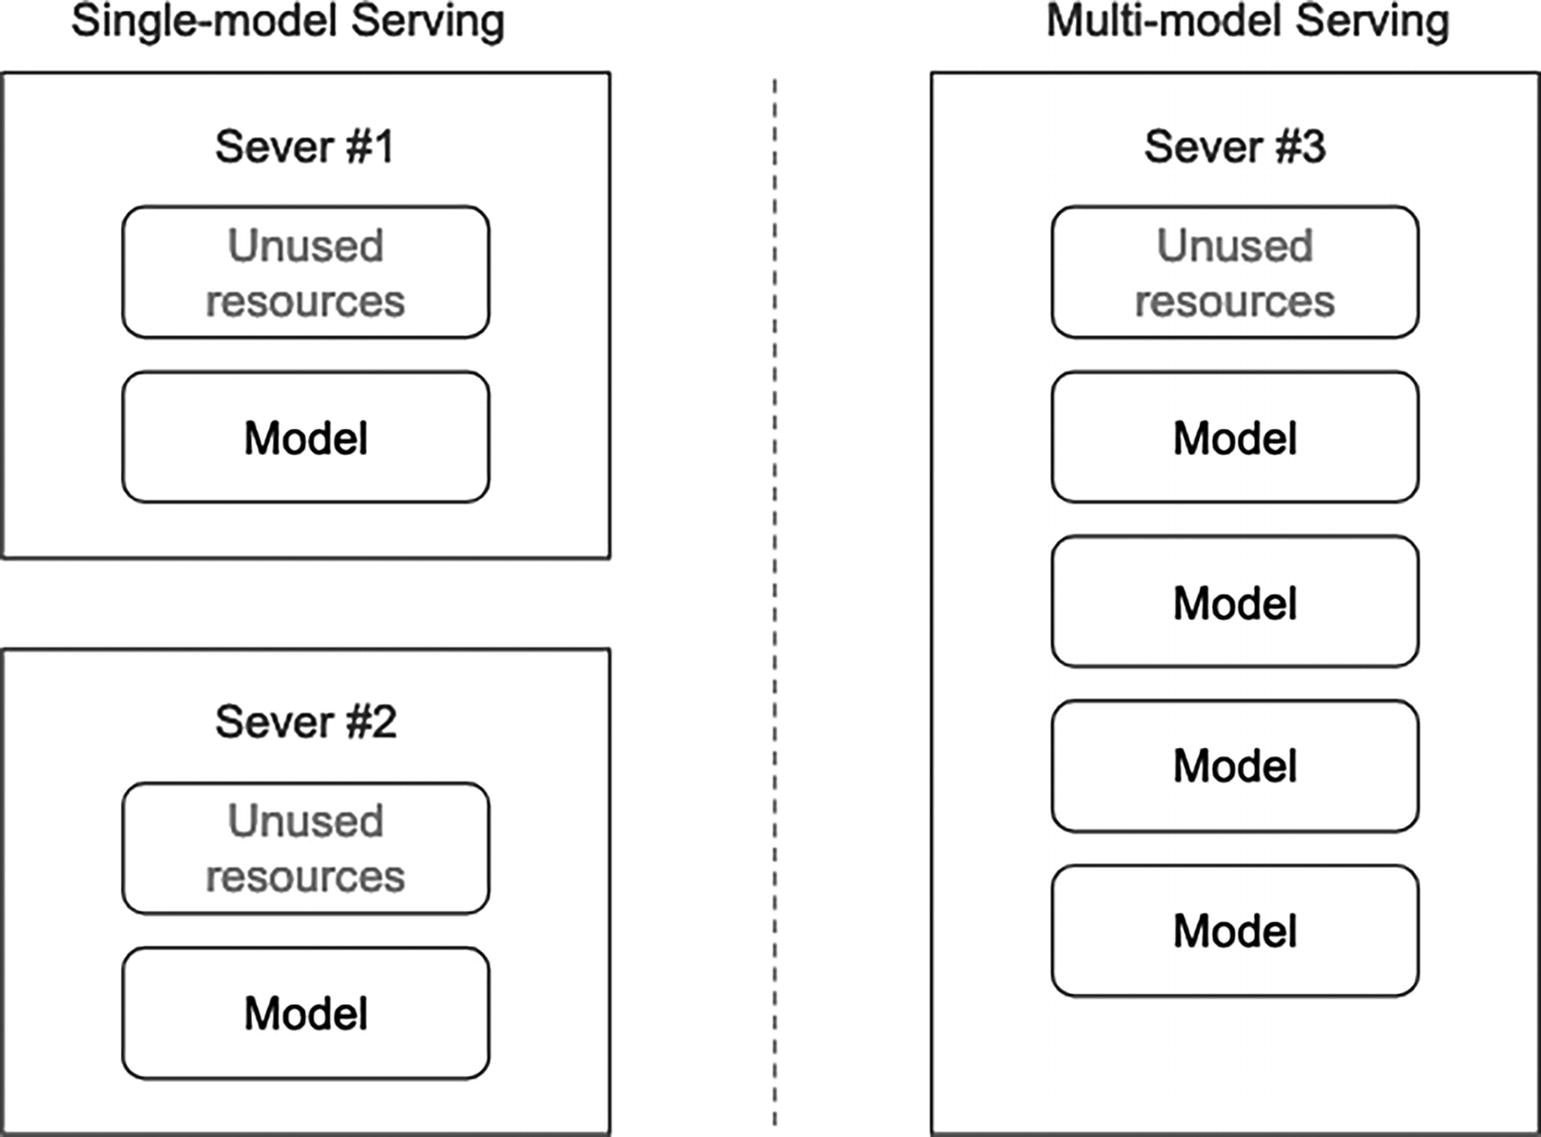 Single-model Serving
Sever #1
Unused
resources
Model
Sever #2
Unused
resources
Model
Multi-model Serving
Sever #3
Unused
resources
Model
Model
Model
Model